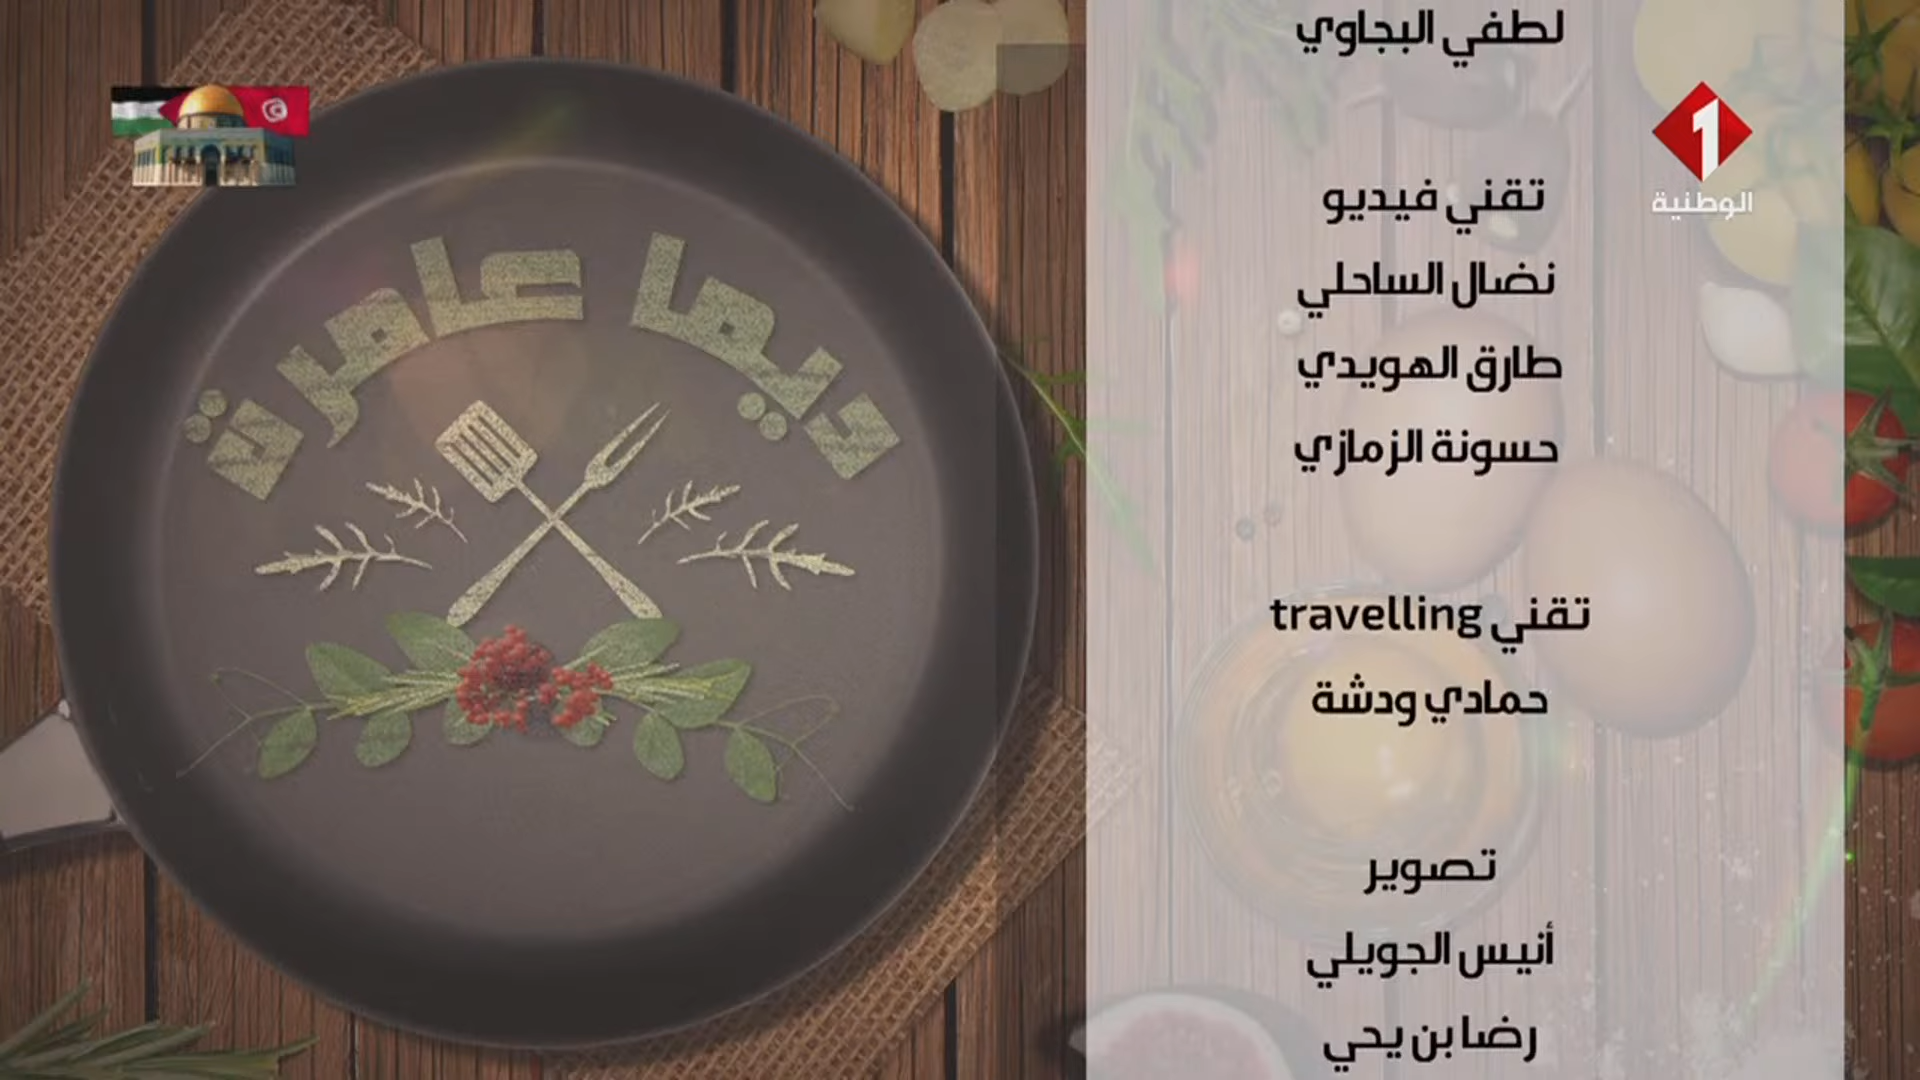 ديما عامرة
لطفي البجاوي
تقني فيديو
نضال الساحلي
طارق الهويدي
حسونة الزمازي
تقني travelling
حمادي ودشة
تصوير
أنيس الجويلي
رضا بن يحي
1
الوطنية